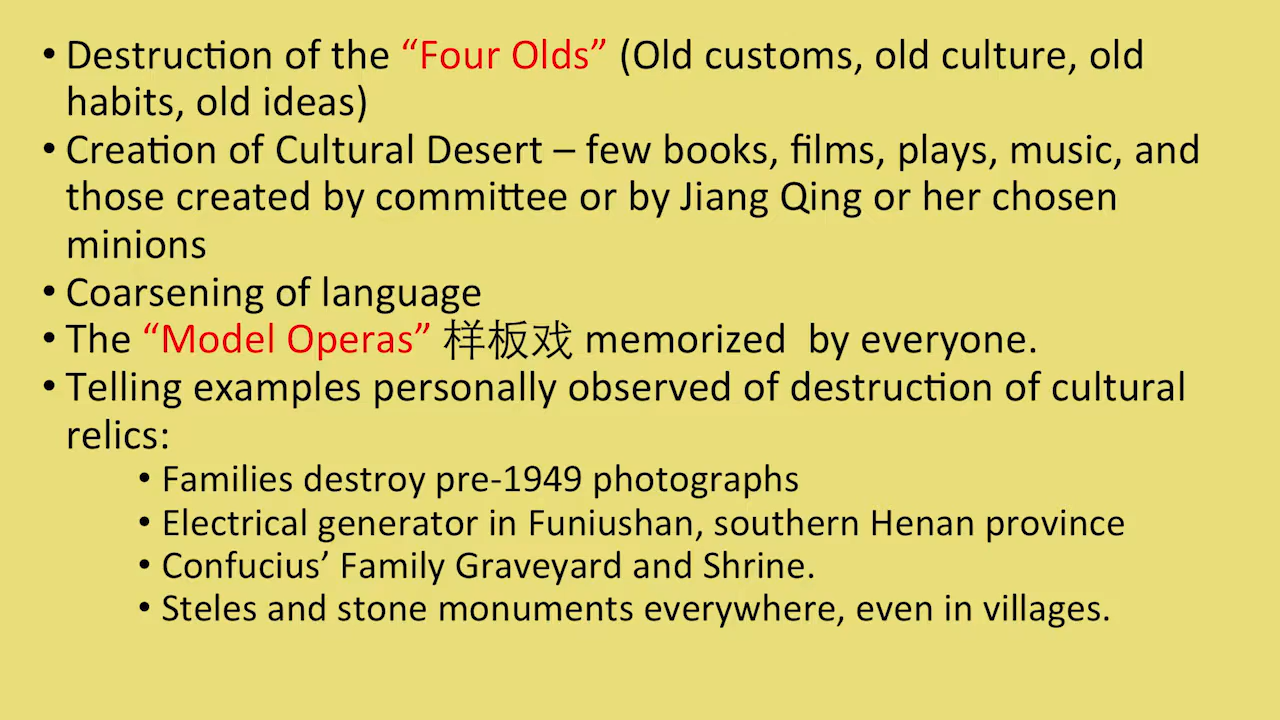 • Destruction of the “Four Olds” (Old customs, old culture, old
habits, old ideas)
• Creation of Cultural Desert – few books, films, plays, music, and
those created by committee or by Jiang Qing or her chosen
minions
• Coarsening of language
• The “Model Operas” 样板戏 memorized  by everyone.
• Telling examples personally observed of destruction of cultural
relics:
• Families destroy pre-1949 photographs
• Electrical generator in Funiushan, southern Henan province
• Confucius’ Family Graveyard and Shrine.
• Steles and stone monuments everywhere, even in villages.